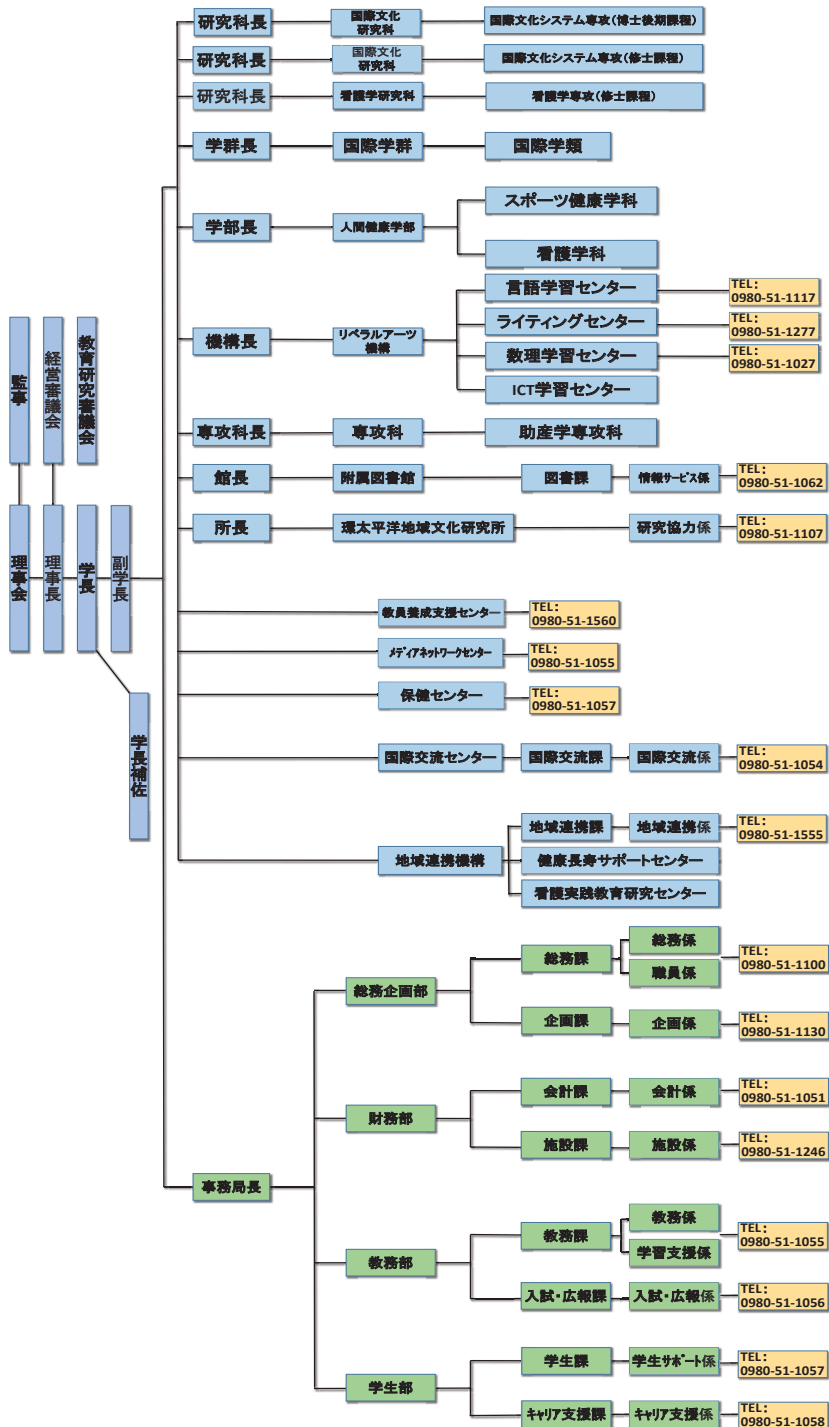 研究科長
国際文化
研究科
国際文化システム専攻(博士後期課程)
研究科長
国際文化
研究科
国際文化システム専攻(修士課程)
研究科長
看護学研究科
看護学専攻(修士課程)
学群長
国際学群
国際学類
学部長
人間健康学部
スポーツ健康学科
看護学科
機構長
リベラルアーツ
機構
言語学習センター
TEL:
0980-51-1117
ライティングセンター
TEL:
0980-51-1277
数理学習センター
TEL:
0980-51-1027
ICT学習センター
監事
経営審議会
教育研究審議会
専攻科長
専攻科
助産学専攻科
館長
附属図書館
図書課
情報サービス係
TEL:
0980-51-1062
所長
環太平洋地域文化研究所
研究協力係
TEL:
0980-51-1107
理事会
理事長
学長
副学長
学長補佐
教員養成支援センター
TEL:
0980-51-1560
メディアネットワークセンター
TEL:
0980-51-1055
保健センター
TEL:
0980-51-1057
国際交流センター
国際交流課
国際交流係
TEL:
0980-51-1054
地域連携機構
地域連携課
地域連携係
TEL:
0980-51-1555
健康長寿サポートセンター
看護実践教育研究センター
事務局長
総務企画部
総務課
総務係
職員係
TEL:
0980-51-1100
企画課
企画係
TEL:
0980-51-1130
財務部
会計課
会計係
TEL:
0980-51-1051
施設課
施設係
TEL:
0980-51-1246
教務部
教務課
教務係
学習支援係
TEL:
0980-51-1055
入試・広報課
入試・広報係
TEL:
0980-51-1056
学生部
学生課
学生サポート係
TEL:
0980-51-1057
キャリア支援課
キャリア支援係
TEL:
0980-51-1058